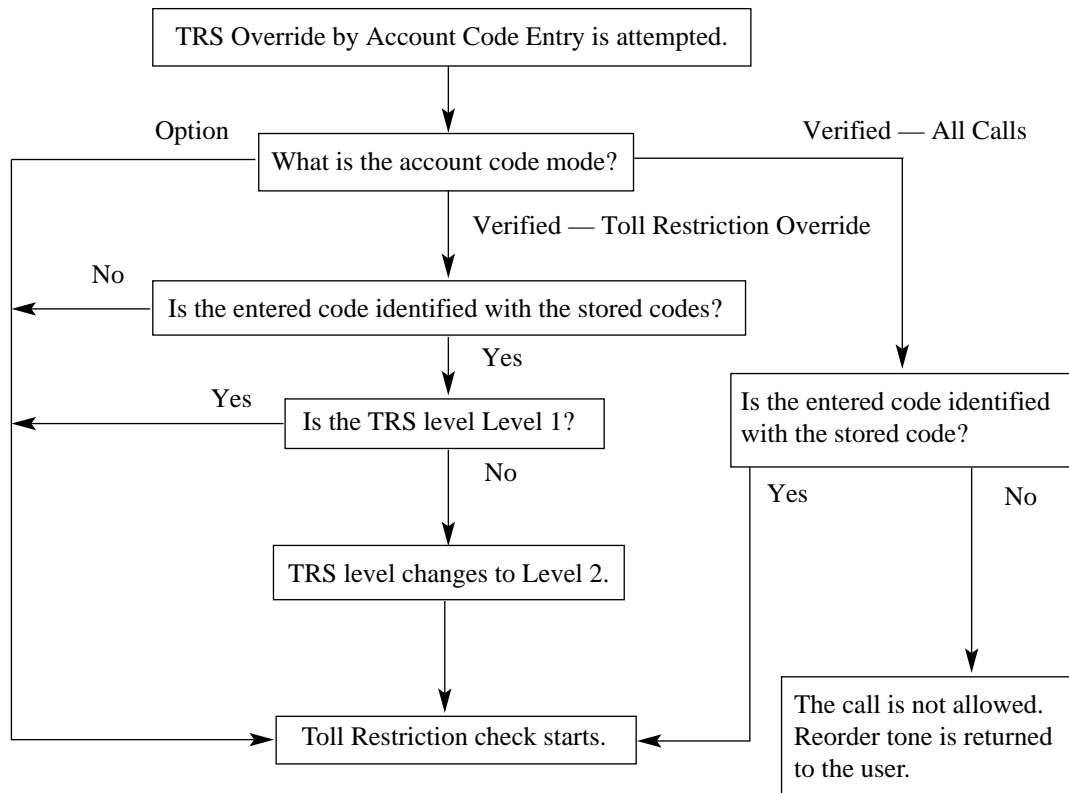 TRS Override by Account Code Entry is attempted.
Option
Verified — All Calls
What is the account code mode?
Verified — Toll Restriction Override
No
Is the entered code identified with the stored codes?
Yes
Yes
Is the TRS level Level 1?
Is the entered code identified
with the stored code?
No
Yes
No
TRS level changes to Level 2.
The call is not allowed.
Reorder tone is returned
to the user.
Toll Restriction check starts.